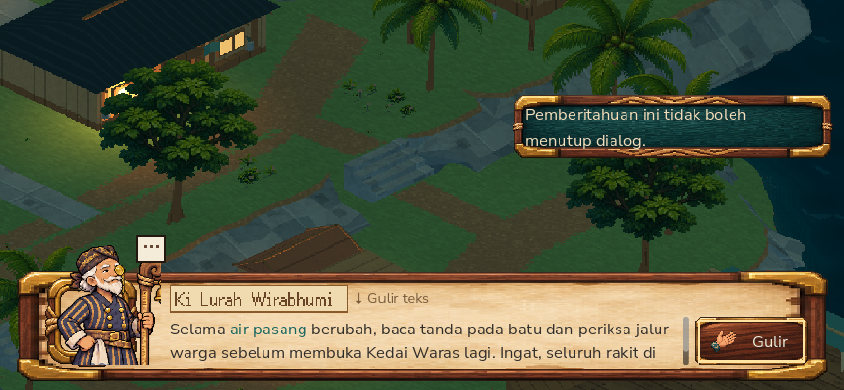 Pemberitahuan ini tidak boleh
menutup dialog.
...
Ki Lurah Wirabhumi
↓ Gulir teks
Selama air pasang berubah, baca tanda pada batu dan periksa jalur
warga sebelum membuka Kedai Waras lagi. Ingat, seluruh rakit di
Gulir